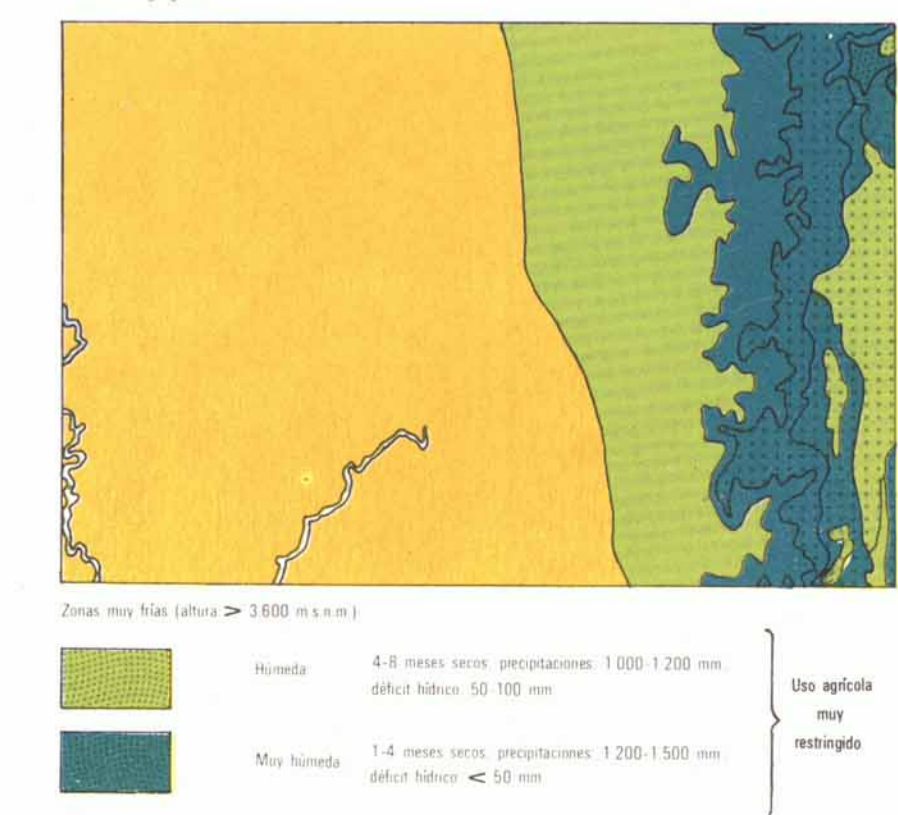 Zonas muy frías (altura > 3.600 m.s.n.m.)
Húmeda 4-8 meses secos: precipitaciones: 1 000-1 200 mm.
déficit hídrico: 50-100 mm
Muy húmeda 1-4 meses secos: precipitaciones: 1 200-1.500 mm.
déficit hídrico: < 50 mm
Uso agrícola
muy
restringido